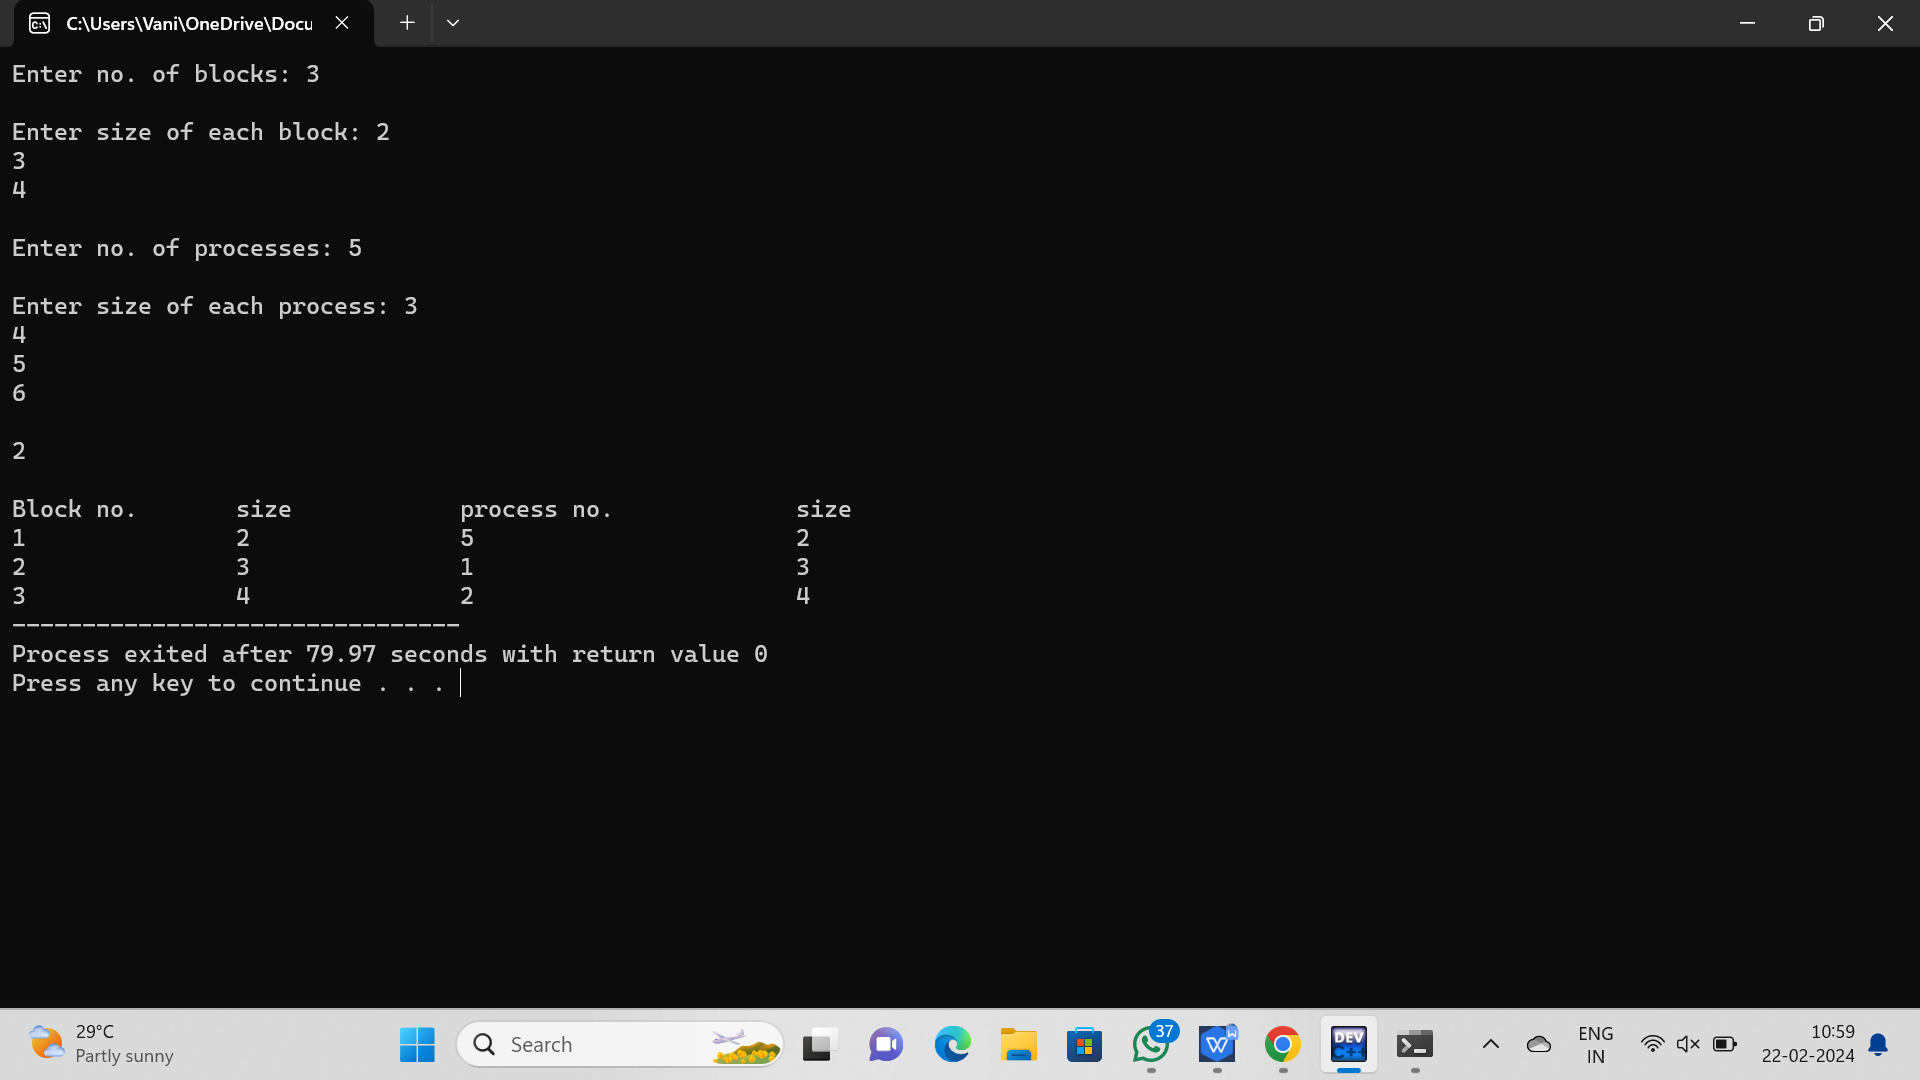 C:\Users\Vani\OneDrive\Docu
Enter no. of blocks: 3
Enter size of each block: 2
3
4
Enter no. of processes: 5
Enter size of each process: 3
4
5
6
2
Block no. size process no. size
1 2 5 2
2 3 1 3
3 4 2 4
--------------------------------
Process exited after 79.97 seconds with return value 0
Press any key to continue . . .
29°C
Partly sunny
Search
37
W
DEV
C++
ENG
IN
10:59
22-02-2024